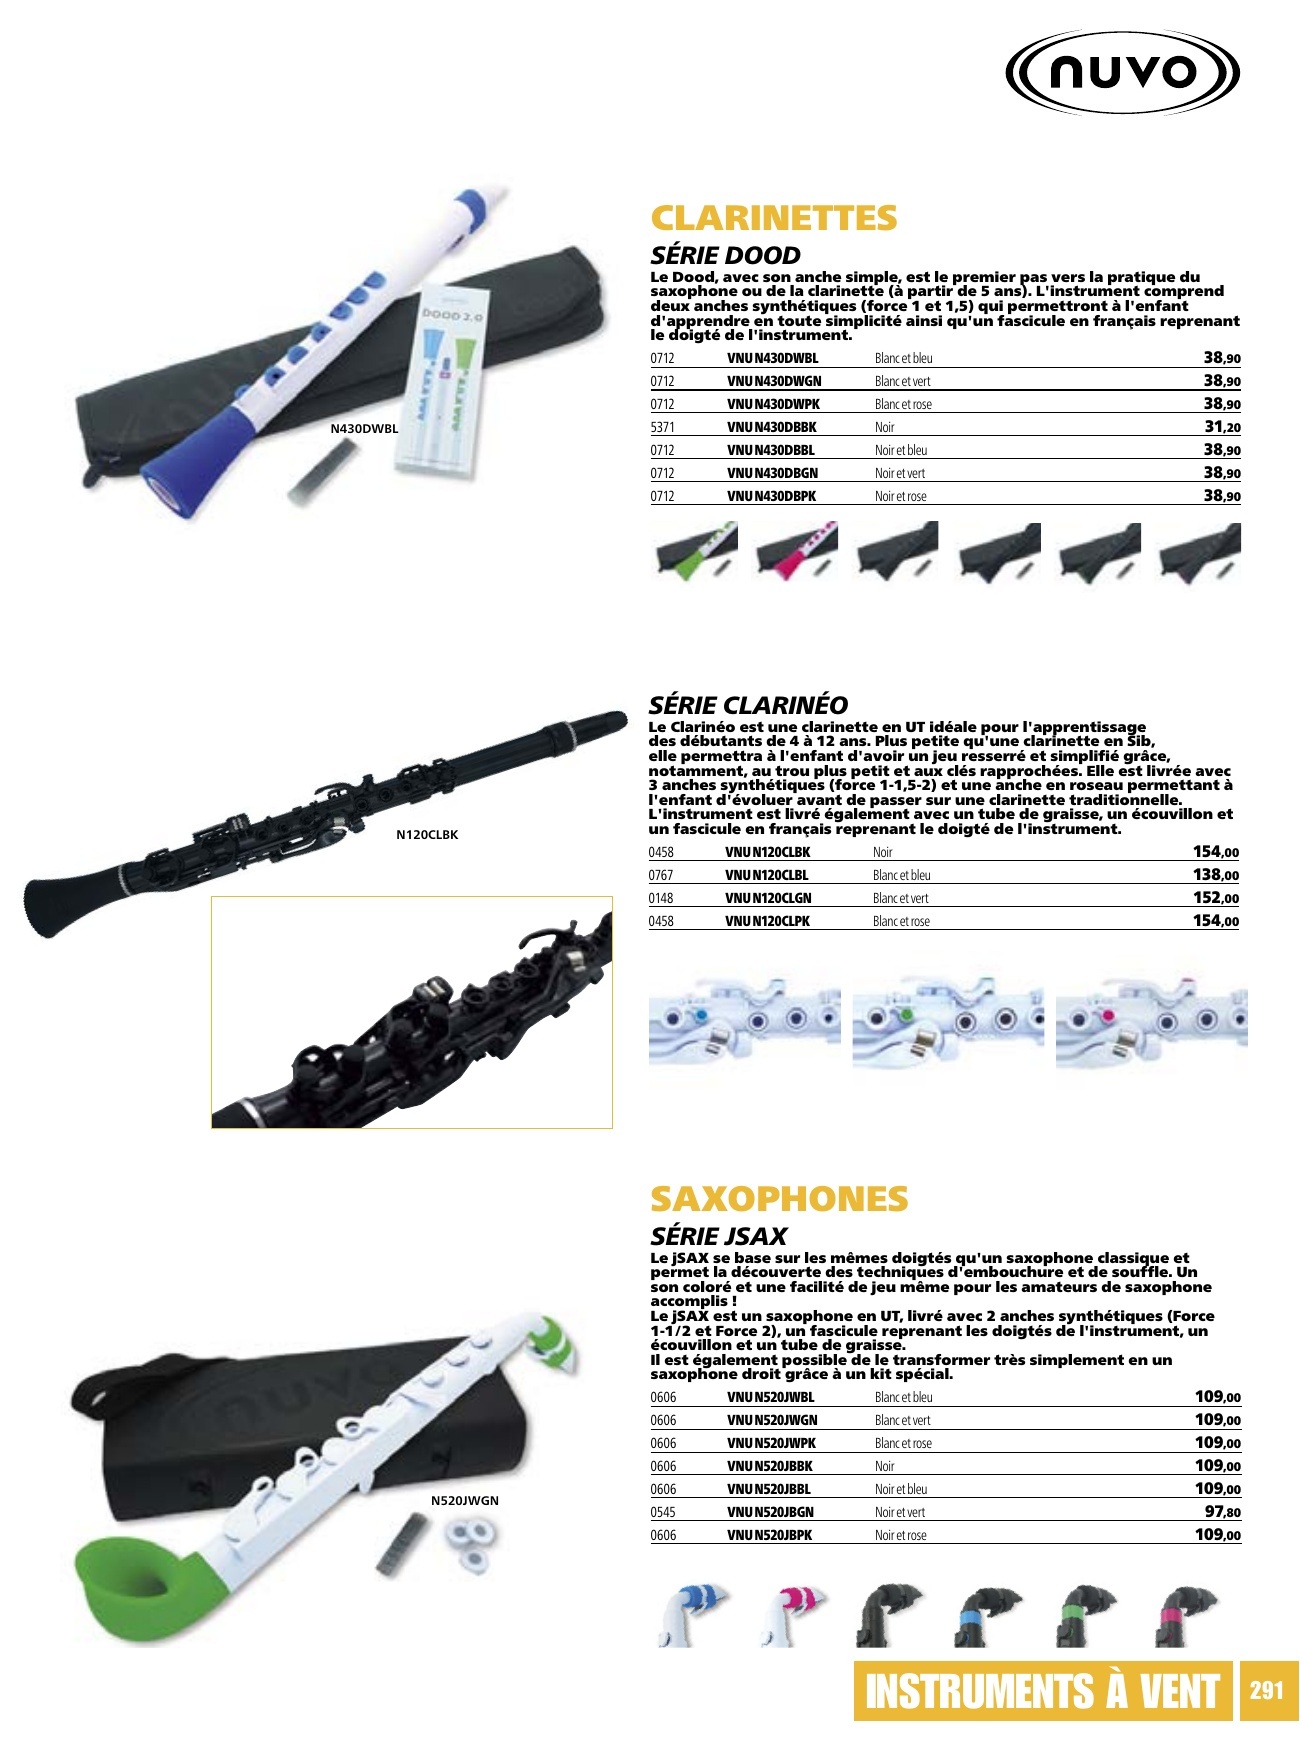 nuvo
CLARINETTES
SÉRIE DOOD
Le Dood, avec son anche simple, est le premier pas vers la pratique du
saxophone ou de la clarinette (à partir de 5 ans). L'instrument comprend
deux anches synthétiques (force 1 et 1,5) qui permettront à l'enfant
d'apprendre en toute simplicité ainsi qu'un fascicule en français reprenant
le doigté de l'instrument.
0712 VNU N430DWBL Blanc et bleu 38,90
0712 VNU N430DWGN Blanc et vert 38,90
0712 VNU N430DWPK Blanc et rose 38,90
5371 VNU N430DBBK Noir 31,20
0712 VNU N430DBBL Noir et bleu 38,90
0712 VNU N430DBGN Noir et vert 38,90
0712 VNU N430DBPK Noir et rose 38,90
DOOD 2.0
N430DWBL
SÉRIE CLARINÉO
Le Clarinéo est une clarinette en UT idéale pour l'apprentissage
des débutants de 4 à 12 ans. Plus petite qu'une clarinette en Sib,
elle permettra à l'enfant d'avoir un jeu resserré et simplifié grâce,
notamment, au trou plus petit et aux clés rapprochées. Elle est livrée avec
3 anches synthétiques (force 1-1,5-2) et une anche en roseau permettant à
l'enfant d'évoluer avant de passer sur une clarinette traditionnelle.
L'instrument est livré également avec un tube de graisse, un écouvillon et
un fascicule en français reprenant le doigté de l'instrument.
0458 VNU N120CLBK Noir 154,00
0767 VNU N120CLBL Blanc et bleu 138,00
0148 VNU N120CLGN Blanc et vert 152,00
0458 VNU N120CLPK Blanc et rose 154,00
N120CLBK
SAXOPHONES
SÉRIE JSAX
Le jSAX se base sur les mêmes doigtés qu'un saxophone classique et
permet la découverte des techniques d'embouchure et de souffle. Un
son coloré et une facilité de jeu même pour les amateurs de saxophone
accomplis !
Le jSAX est un saxophone en UT, livré avec 2 anches synthétiques (Force
1-1/2 et Force 2), un fascicule reprenant les doigtés de l'instrument, un
écouvillon et un tube de graisse.
Il est également possible de le transformer très simplement en un
saxophone droit grâce à un kit spécial.
0606 VNU N520JWBL Blanc et bleu 109,00
0606 VNU N520JWGN Blanc et vert 109,00
0606 VNU N520JWPK Blanc et rose 109,00
0606 VNU N520JBBK Noir 109,00
0606 VNU N520JBBL Noir et bleu 109,00
0545 VNU N520JBGN Noir et vert 97,80
0606 VNU N520JBPK Noir et rose 109,00
nuvo
N520JWGN
INSTRUMENTS À VENT 291